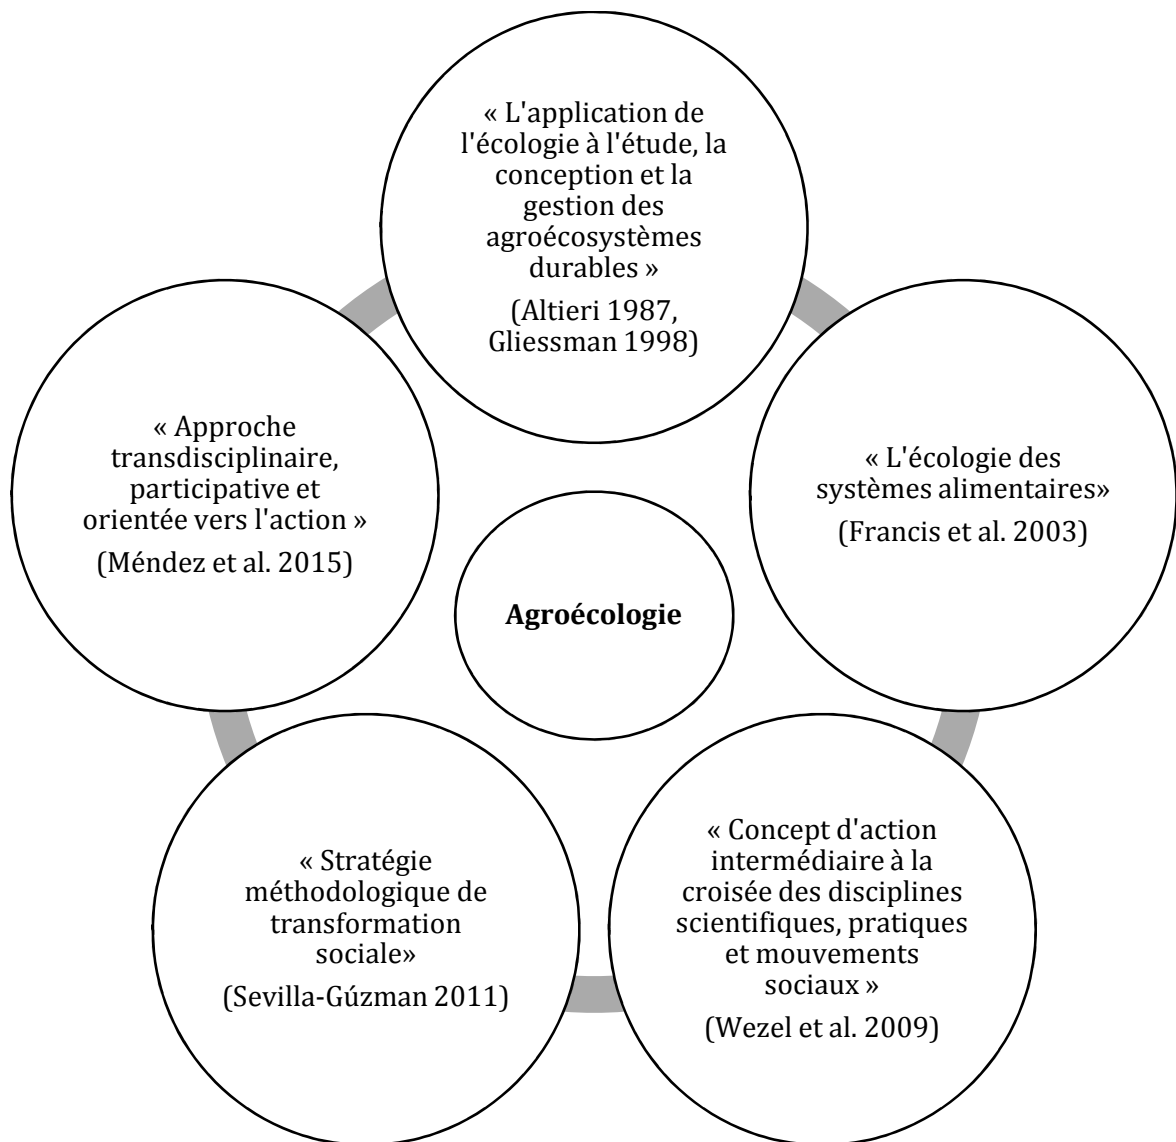 « L'application de
l'écologie à l'étude, la
conception et la
gestion des
agroécosystèmes
durables »
(Altieri 1987,
Gliessman 1998)
« L'écologie des
systèmes alimentaires»
(Francis et al. 2003)
« Concept d'action
intermédiaire à la
croisée des disciplines
scientifiques, pratiques
et mouvements
sociaux »
(Wezel et al. 2009)
« Stratégie
méthodologique de
transformation
sociale»
(Sevilla-Gúzman 2011)
« Approche
transdisciplinaire,
participative et
orientée vers l'action »
(Méndez et al. 2015)
Agroécologie